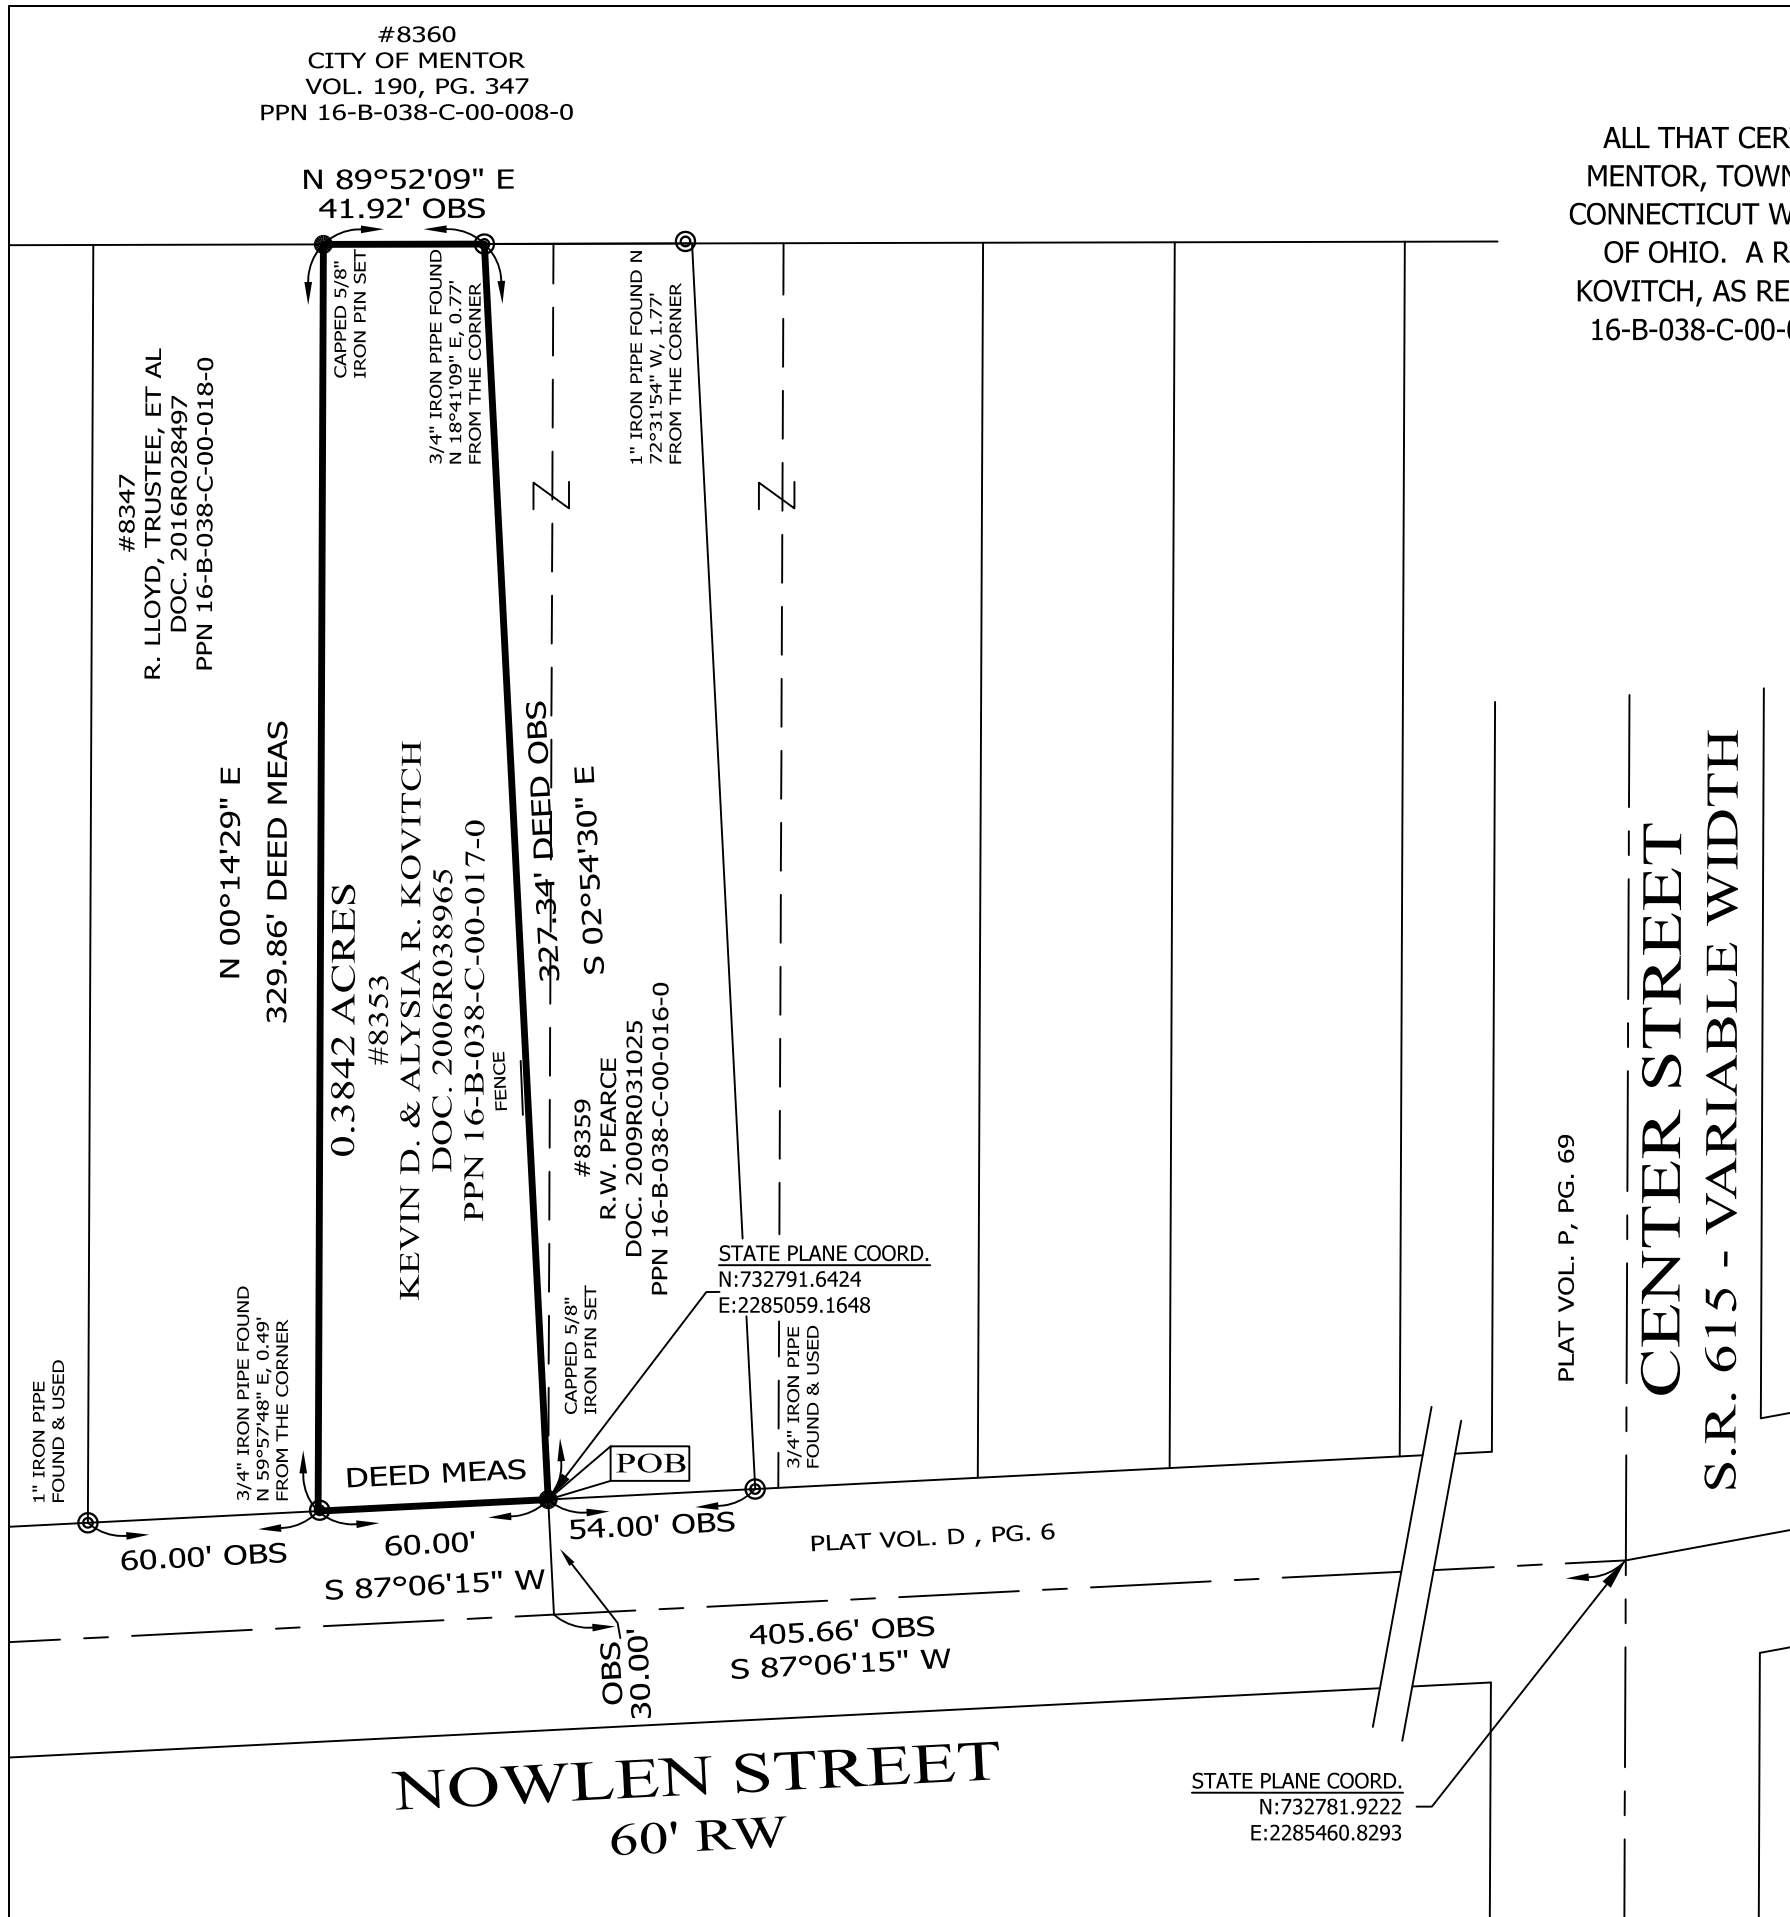 #8360
CITY OF MENTOR
VOL. 190, PG. 347
PPN 16-B-038-C-00-008-0
N 89°52'09" E
41.92' OBS
ALL THAT CER
MENTOR, TOWN
CONNECTICUT W
OF OHIO. A R
KOVITCH, AS RE
16-B-038-C-00-0
CAPPED 5/8"
IRON PIN SET
3/4" IRON PIPE FOUND
N 18°41'09" E, 0.77'
FROM THE CORNER
1" IRON PIPE FOUND N
72°31'54" W, 1.77'
FROM THE CORNER
#8347
R. LLOYD, TRUSTEE, ET AL
DOC. 2016R028497
PPN 16-B-038-C-00-018-0
Z
Z
N 00°14'29" E
329.86' DEED MEAS
0.3842 ACRES
#8353
KEVIN D. & ALYSIA R. KOVITCH
DOC. 2006R038965
PPN 16-B-038-C-00-017-0
FENCE
327.34' DEED OBS
S 02°54'30" E
#8359
R.W. PEARCE
DOC. 2009R031025
PPN 16-B-038-C-00-016-0
STATE PLANE COORD.
N:732791.6424
E:2285059.1648
PLAT VOL. P, PG. 69
CENTER STREET
S.R. 615 - VARIABLE WIDTH
1" IRON PIPE
FOUND & USED
3/4" IRON PIPE FOUND
N 59°57'48" E, 0.49'
FROM THE CORNER
CAPPED 5/8"
IRON PIN SET
3/4" IRON PIPE
FOUND & USED
POB
DEED MEAS
60.00' OBS
60.00'
S 87°06'15" W
54.00' OBS
PLAT VOL. D , PG. 6
OBS
30.00'
405.66' OBS
S 87°06'15" W
NOWLEN STREET
60' RW
STATE PLANE COORD.
N:732781.9222
E:2285460.8293